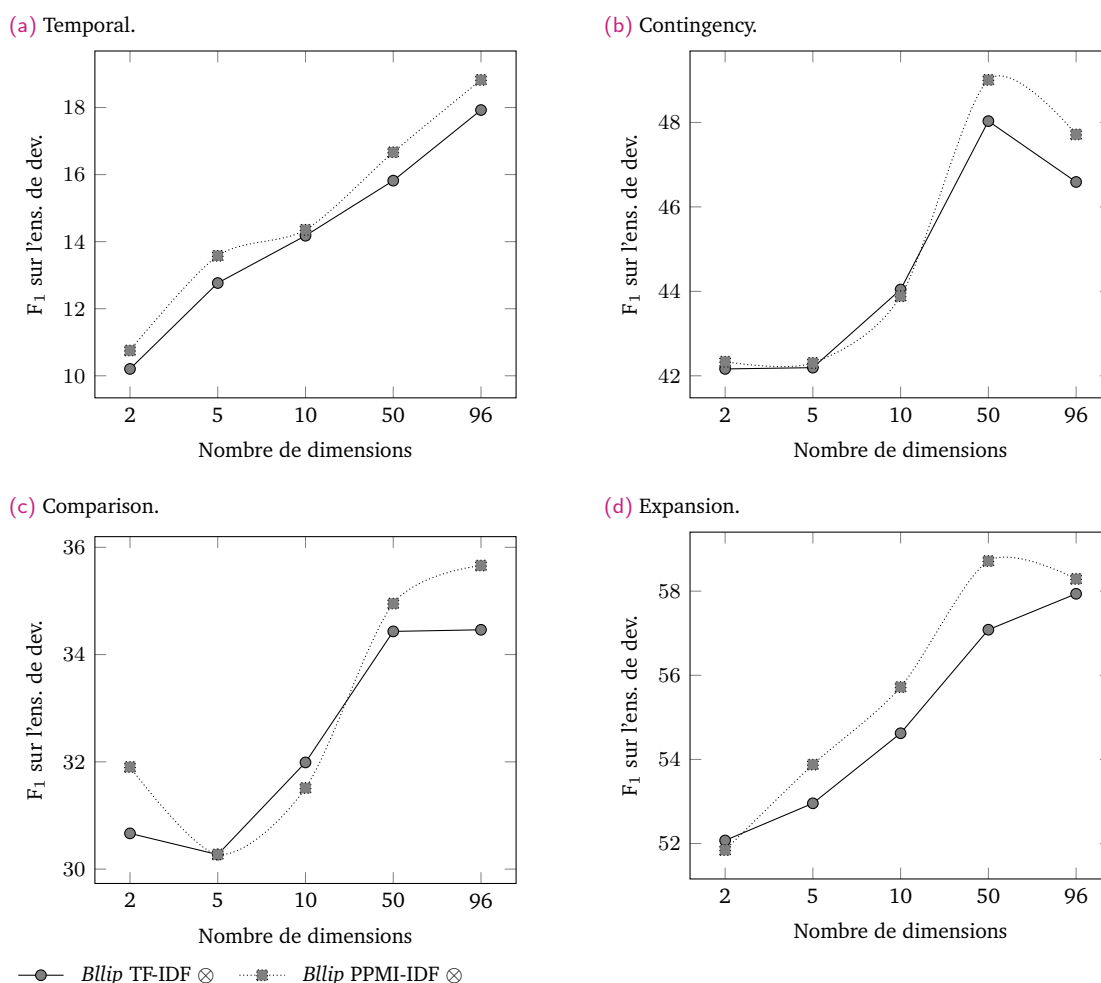 (a) Temporal.
18
16
14
12
10
2 5 10 50 96
Nombre de dimensions
F₁ sur l'ens. de dev.
(b) Contingency.
48
46
44
42
2 5 10 50 96
Nombre de dimensions
F₁ sur l'ens. de dev.
(c) Comparison.
36
34
32
30
2 5 10 50 96
Nombre de dimensions
F₁ sur l'ens. de dev.
(d) Expansion.
58
56
54
52
2 5 10 50 96
Nombre de dimensions
F₁ sur l'ens. de dev.
Bllip TF-IDF ⊗ Bllip PPMI-IDF ⊗